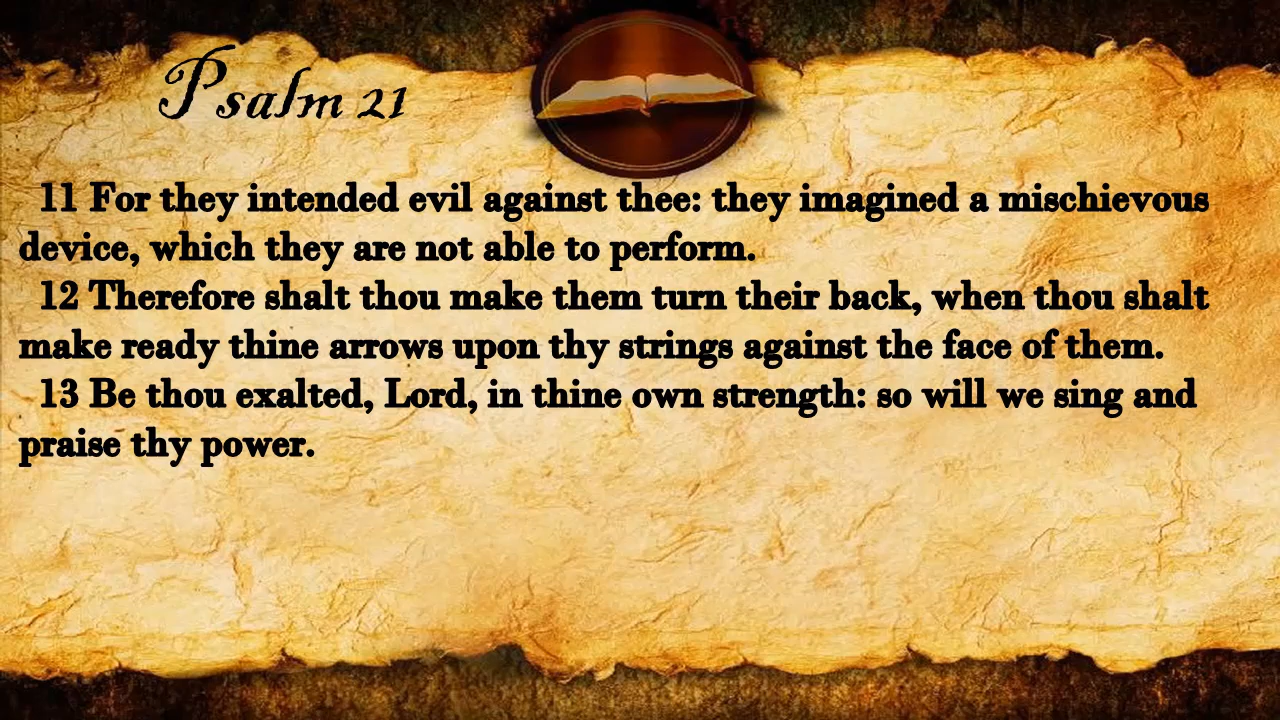 Psalm 21
11 For they intended evil against thee: they imagined a mischievous
device, which they are not able to perform.
12 Therefore shalt thou make them turn their back, when thou shalt
make ready thine arrows upon thy strings against the face of them.
13 Be thou exalted, Lord, in thine own strength: so will we sing and
praise thy power.